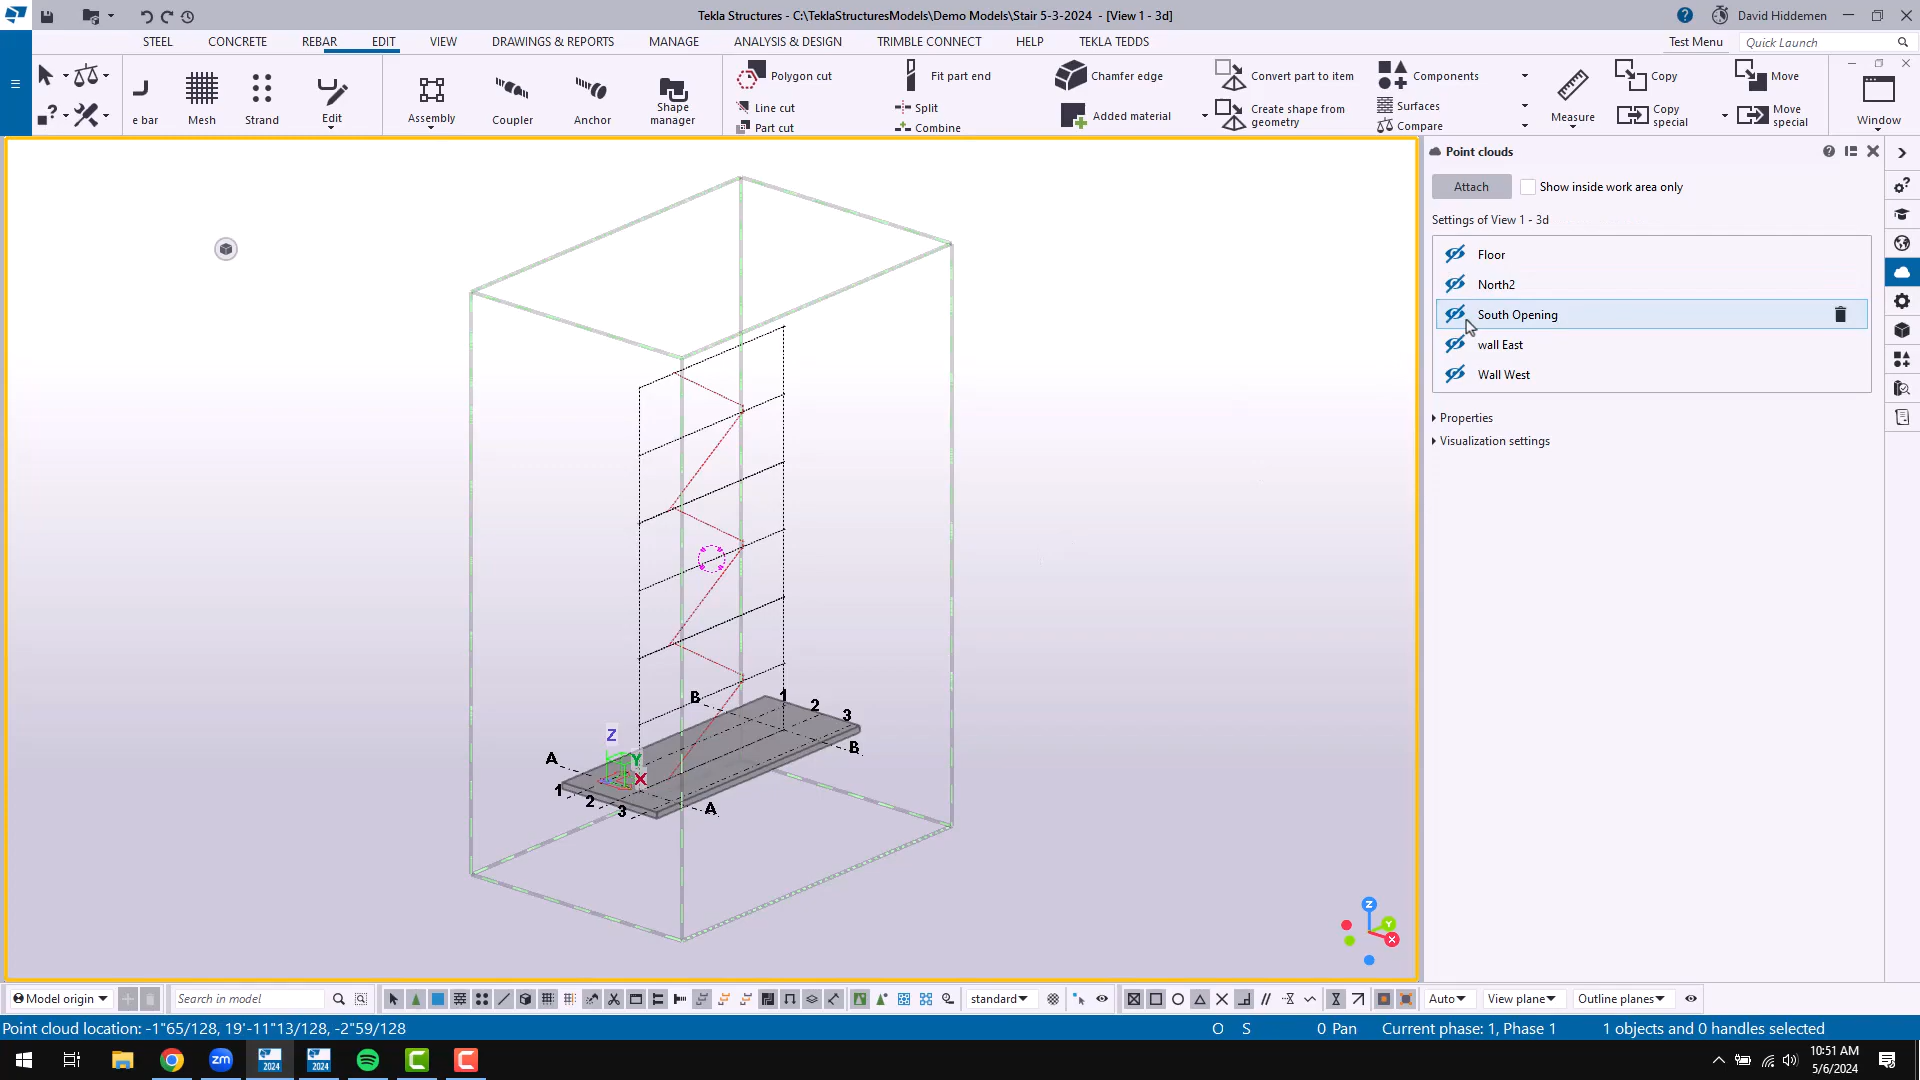 Tekla Structures - C:\TeklaStructuresModels\Demo Models\Stair 5-3-2024 - [View 1 - 3d]
David Hiddemen
STEEL CONCRETE REBAR EDIT VIEW DRAWINGS & REPORTS MANAGE ANALYSIS & DESIGN TRIMBLE CONNECT HELP TEKLA TEDDS
Test Menu
Quick Launch
e bar
Mesh
Strand
Edit
Assembly
Coupler
Anchor
Shape manager
Polygon cut
Line cut
Part cut
Fit part end
Split
Combine
Chamfer edge
Added material
Convert part to item
Create shape from geometry
Components
Surfaces
Compare
Measure
Copy
Copy special
Move
Move special
Window
Point clouds
Attach
Show inside work area only
Settings of View 1 - 3d
Floor
North2
South Opening
wall East
Wall West
Properties
Visualization settings
B
1
2
3
B
Z
Y
X
A
1
2
3
A
Z
Y
X
Model origin
Search in model
standard
Auto
View plane
Outline planes
Point cloud location: -1"65/128, 19'-11"13/128, -2"59/128
O S
0 Pan
Current phase: 1, Phase 1
1 objects and 0 handles selected
zm
2024
2024
10:51 AM
5/6/2024